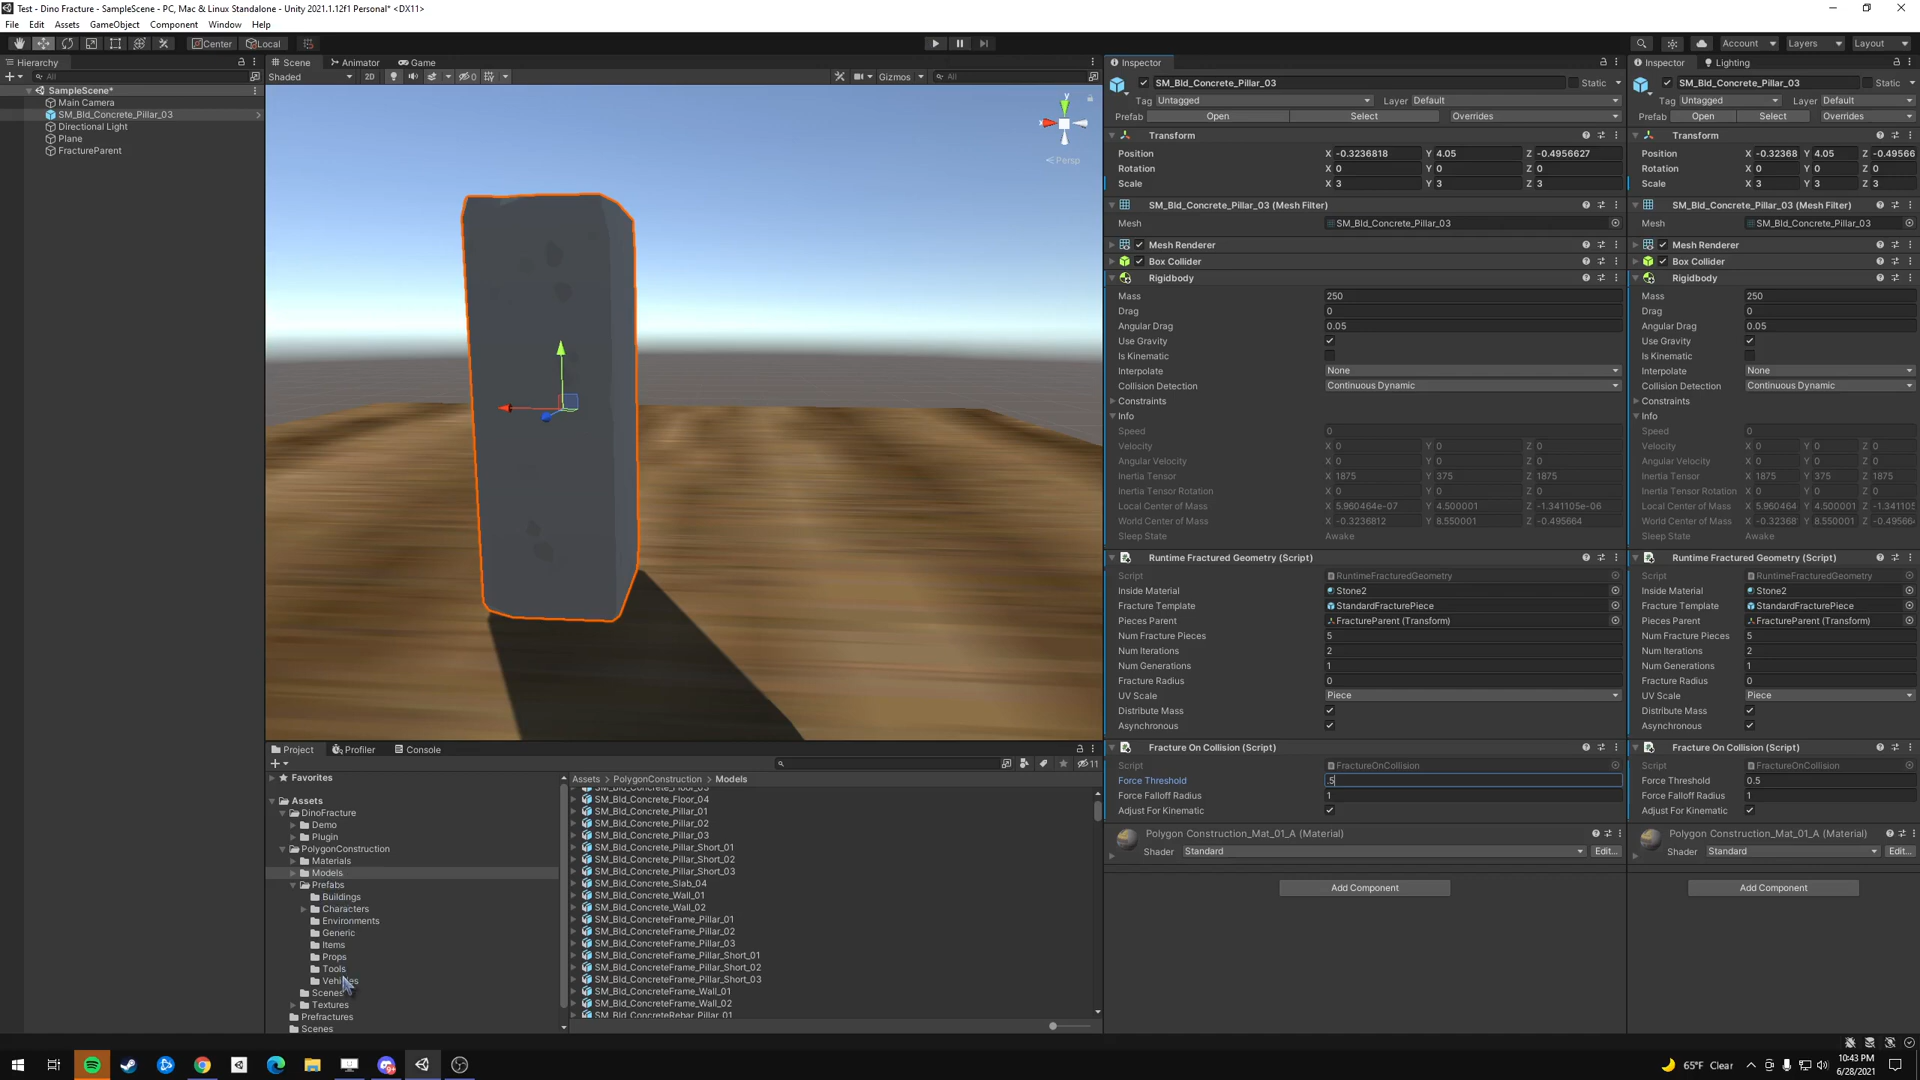 Test - Dino Fracture - SampleScene - PC, Mac & Linux Standalone - Unity 2021.1.12f1 Personal* <DX11>
File Edit Assets GameObject Component Window Help
Center Local Account Layers Layout
Hierarchy
All
SampleScene*
Main Camera
SM_Bld_Concrete_Pillar_03
Directional Light
Plane
FractureParent
Scene Animator Game
Shaded 2D 0 Gizmos All
y
x
Persp
Inspector
SM_Bld_Concrete_Pillar_03 Static
Tag Untagged Layer Default
Prefab Open Select Overrides
Transform
Position X -0.3236818 Y 4.05 Z -0.4956627
Rotation X 0 Y 0 Z 0
Scale X 3 Y 3 Z 3
SM_Bld_Concrete_Pillar_03 (Mesh Filter)
Mesh SM_Bld_Concrete_Pillar_03
Mesh Renderer
Box Collider
Rigidbody
Mass 250
Drag 0
Angular Drag 0.05
Use Gravity
Is Kinematic
Interpolate None
Collision Detection Continuous Dynamic
Constraints
Info
Speed 0
Velocity X 0 Y 0 Z 0
Angular Velocity X 0 Y 0 Z 0
Inertia Tensor X 1875 Y 375 Z 1875
Inertia Tensor Rotation X 0 Y 0 Z 0
Local Center of Mass X 5.960464e-07 Y 4.500001 Z -1.341105e-06
World Center of Mass X -0.3236812 Y 8.550001 Z -0.495664
Sleep State Awake
Runtime Fractured Geometry (Script)
Script RuntimeFracturedGeometry
Inside Material Stone2
Fracture Template StandardFracturePiece
Pieces Parent FractureParent (Transform)
Num Fracture Pieces 5
Num Iterations 2
Num Generations 1
Fracture Radius 0
UV Scale Piece
Distribute Mass
Asynchronous
Fracture On Collision (Script)
Script FractureOnCollision
Force Threshold .5
Force Falloff Radius 1
Adjust For Kinematic
Polygon Construction_Mat_01_A (Material)
Shader Standard Edit...
Add Component
Inspector Lighting
SM_Bld_Concrete_Pillar_03 Static
Tag Untagged Layer Default
Prefab Open Select Overrides
Transform
Position X -0.32368 Y 4.05 Z -0.49566
Rotation X 0 Y 0 Z 0
Scale X 3 Y 3 Z 3
SM_Bld_Concrete_Pillar_03 (Mesh Filter)
Mesh SM_Bld_Concrete_Pillar_03
Mesh Renderer
Box Collider
Rigidbody
Mass 250
Drag 0
Angular Drag 0.05
Use Gravity
Is Kinematic
Interpolate None
Collision Detection Continuous Dynamic
Constraints
Info
Speed 0
Velocity X 0 Y 0 Z 0
Angular Velocity X 0 Y 0 Z 0
Inertia Tensor X 1875 Y 375 Z 1875
Inertia Tensor Rotation X 0 Y 0 Z 0
Local Center of Mass X 5.960464 Y 4.500001 Z -1.341105
World Center of Mass X -0.32368 Y 8.550001 Z -0.49566
Sleep State Awake
Runtime Fractured Geometry (Script)
Script RuntimeFracturedGeometry
Inside Material Stone2
Fracture Template StandardFracturePiece
Pieces Parent FractureParent (Transform)
Num Fracture Pieces 5
Num Iterations 2
Num Generations 1
Fracture Radius 0
UV Scale Piece
Distribute Mass
Asynchronous
Fracture On Collision (Script)
Script FractureOnCollision
Force Threshold 0.5
Force Falloff Radius 1
Adjust For Kinematic
Polygon Construction_Mat_01_A (Material)
Shader Standard Edit...
Add Component
Project Profiler Console
11
Favorites
Assets
DinoFracture
Demo
Plugin
PolygonConstruction
Materials
Models
Prefabs
Buildings
Characters
Environments
Generic
Items
Props
Tools
Vehicles
Scenes
Textures
Prefractures
Scenes
Assets PolygonConstruction Models
SM_Bld_Concrete_Floor_03
SM_Bld_Concrete_Floor_04
SM_Bld_Concrete_Pillar_01
SM_Bld_Concrete_Pillar_02
SM_Bld_Concrete_Pillar_03
SM_Bld_Concrete_Pillar_Short_01
SM_Bld_Concrete_Pillar_Short_02
SM_Bld_Concrete_Pillar_Short_03
SM_Bld_Concrete_Slab_04
SM_Bld_Concrete_Wall_01
SM_Bld_Concrete_Wall_02
SM_Bld_ConcreteFrame_Pillar_01
SM_Bld_ConcreteFrame_Pillar_02
SM_Bld_ConcreteFrame_Pillar_03
SM_Bld_ConcreteFrame_Pillar_Short_01
SM_Bld_ConcreteFrame_Pillar_Short_02
SM_Bld_ConcreteFrame_Pillar_Short_03
SM_Bld_ConcreteFrame_Wall_01
SM_Bld_ConcreteFrame_Wall_02
SM_Bld_ConcreteRebar_Pillar_01
65°F Clear
10:43 PM
6/28/2021